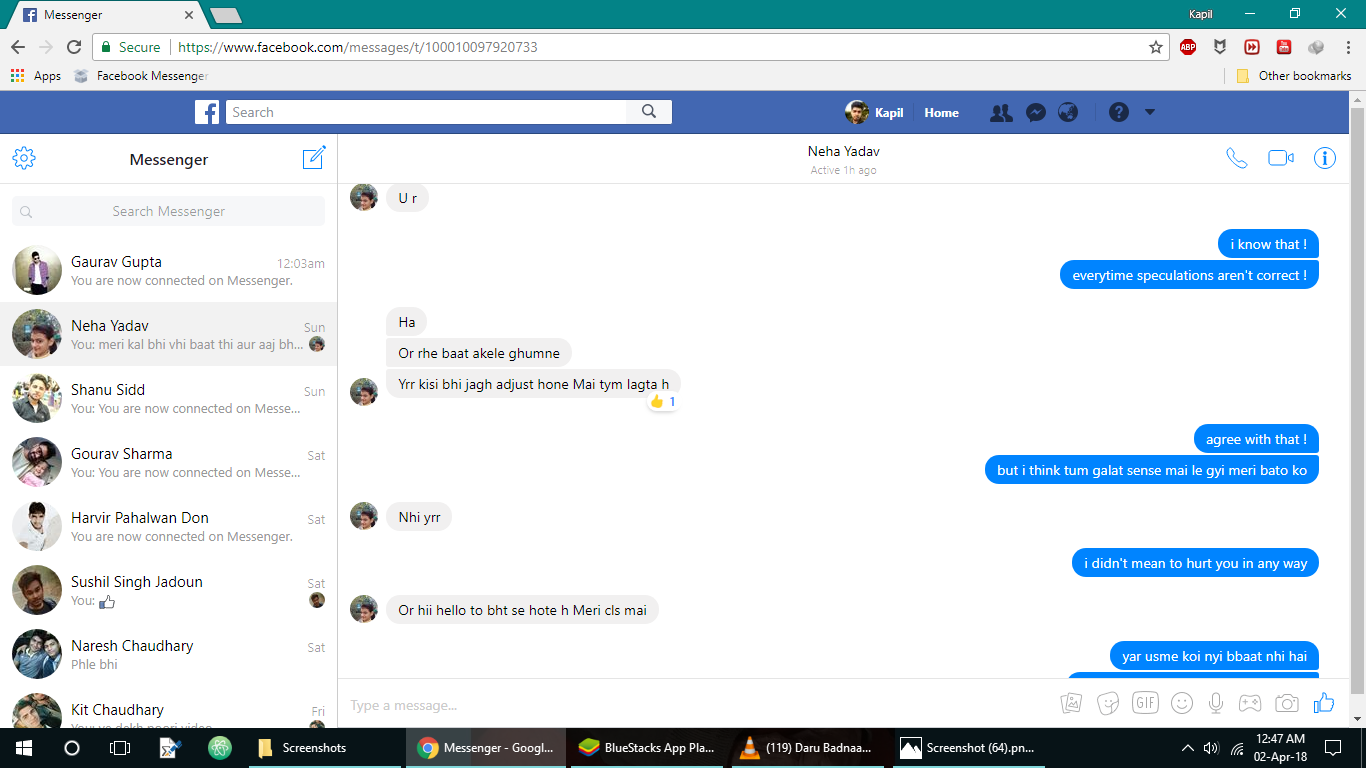 Messenger
Kapil
Secure
https://www.facebook.com/messages/t/100010097920733
ABP
Apps
Facebook Messenger
Other bookmarks
Search
Kapil
Home
Messenger
Neha Yadav
Active 1h ago
Search Messenger
Gaurav Gupta 12:03am
You are now connected on Messenger.
Neha Yadav Sun
You: meri kal bhi vhi baat thi aur aaj bh...
Shanu Sidd Sun
You: You are now connected on Messe...
Gourav Sharma Sat
You: You are now connected on Messe...
Harvir Pahalwan Don Sat
You are now connected on Messenger.
Sushil Singh Jadoun Sat
You:
Naresh Chaudhary Sat
Phle bhi
Kit Chaudhary Fri
U r
i know that !
everytime speculations aren't correct !
Ha
Or rhe baat akele ghumne
Yrr kisi bhi jagh adjust hone Mai tym lagta h
1
agree with that !
but i think tum galat sense mai le gyi meri bato ko
Nhi yrr
i didn't mean to hurt you in any way
Or hii hello to bht se hote h Meri cls mai
yar usme koi nyi bbaat nhi hai
Type a message...
GIF
Screenshots
Messenger - Googl...
BlueStacks App Pla...
(119) Daru Badnaa...
Screenshot (64).pn...
12:47 AM
02-Apr-18